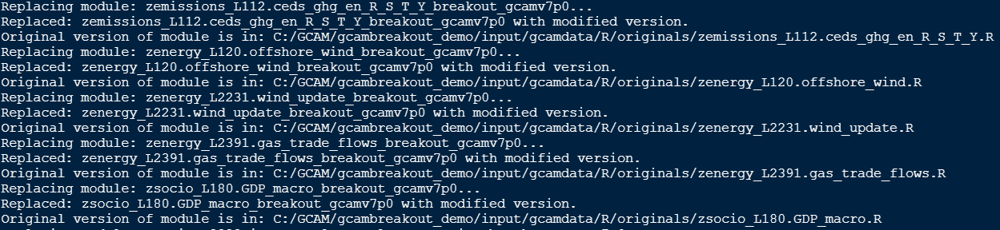 Replacing module: zemissions_L112.ceds_ghg_en_R_S_T_Y_breakout_gcamv7p0...
Replaced: zemissions_L112.ceds_ghg_en_R_S_T_Y_breakout_gcamv7p0 with modified version.
Original version of module is in: C:/GCAM/gcambreakout_demo/input/gcamdata/R/originals/zemissions_L112.ceds_ghg_en_R_S_T_Y.R
Replacing module: zenergy_L120.offshore_wind_breakout_gcamv7p0...
Replaced: zenergy_L120.offshore_wind_breakout_gcamv7p0 with modified version.
Original version of module is in: C:/GCAM/gcambreakout_demo/input/gcamdata/R/originals/zenergy_L120.offshore_wind.R
Replacing module: zenergy_L2231.wind_update_breakout_gcamv7p0...
Replaced: zenergy_L2231.wind_update_breakout_gcamv7p0 with modified version.
Original version of module is in: C:/GCAM/gcambreakout_demo/input/gcamdata/R/originals/zenergy_L2231.wind_update.R
Replacing module: zenergy_L2391.gas_trade_flows_breakout_gcamv7p0...
Replaced: zenergy_L2391.gas_trade_flows_breakout_gcamv7p0 with modified version.
Original version of module is in: C:/GCAM/gcambreakout_demo/input/gcamdata/R/originals/zenergy_L2391.gas_trade_flows.R
Replacing module: zsocio_L180.GDP_macro_breakout_gcamv7p0...
Replaced: zsocio_L180.GDP_macro_breakout_gcamv7p0 with modified version.
Original version of module is in: C:/GCAM/gcambreakout_demo/input/gcamdata/R/originals/zsocio_L180.GDP_macro.R